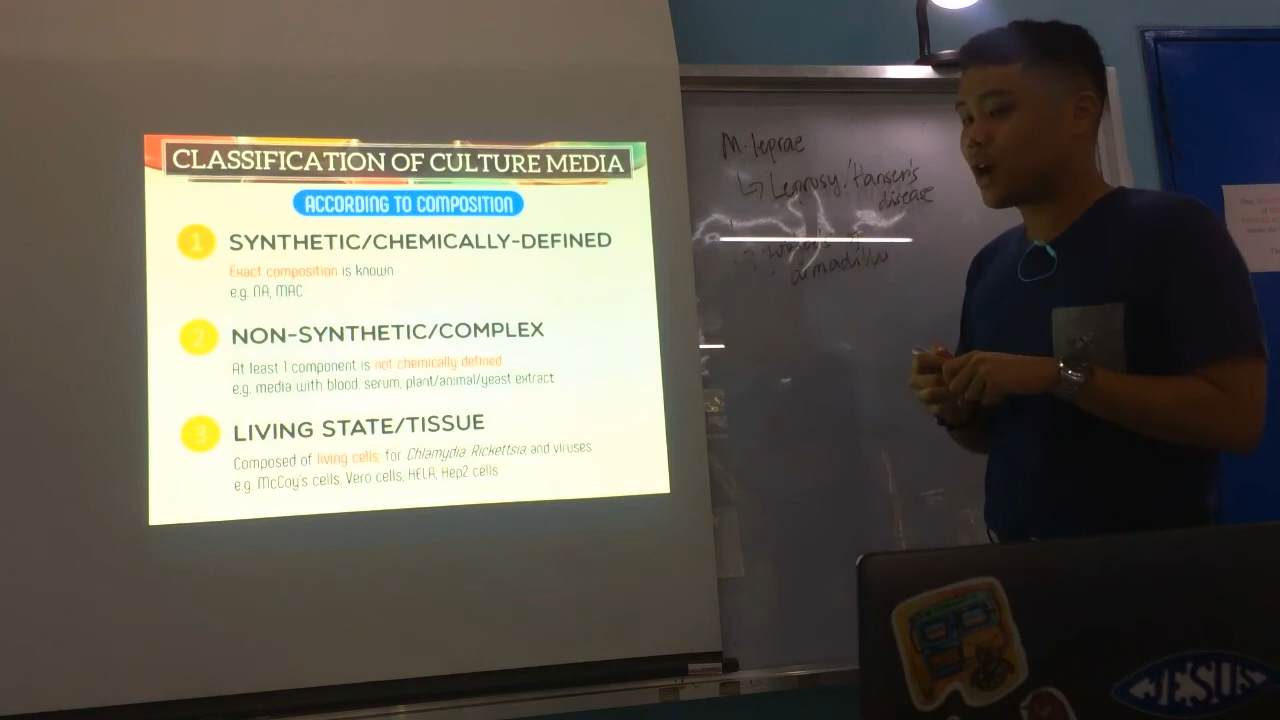 CLASSIFICATION OF CULTURE MEDIA
ACCORDING TO COMPOSITION
1 SYNTHETIC/CHEMICALLY-DEFINED
Exact composition is known
e.g. NA, MAC
2 NON-SYNTHETIC/COMPLEX
At least 1 component is not chemically defined
e.g. media with blood, serum, plant/animal/yeast extract
3 LIVING STATE/TISSUE
Composed of living cells; for Chlamydia, Rickettsia and viruses
e.g. McCoy's cells, Vero cells, HELA, Hep2 cells
M. leprae
↳ Leprosy/Hansen's
disease
armadillo
JESUS